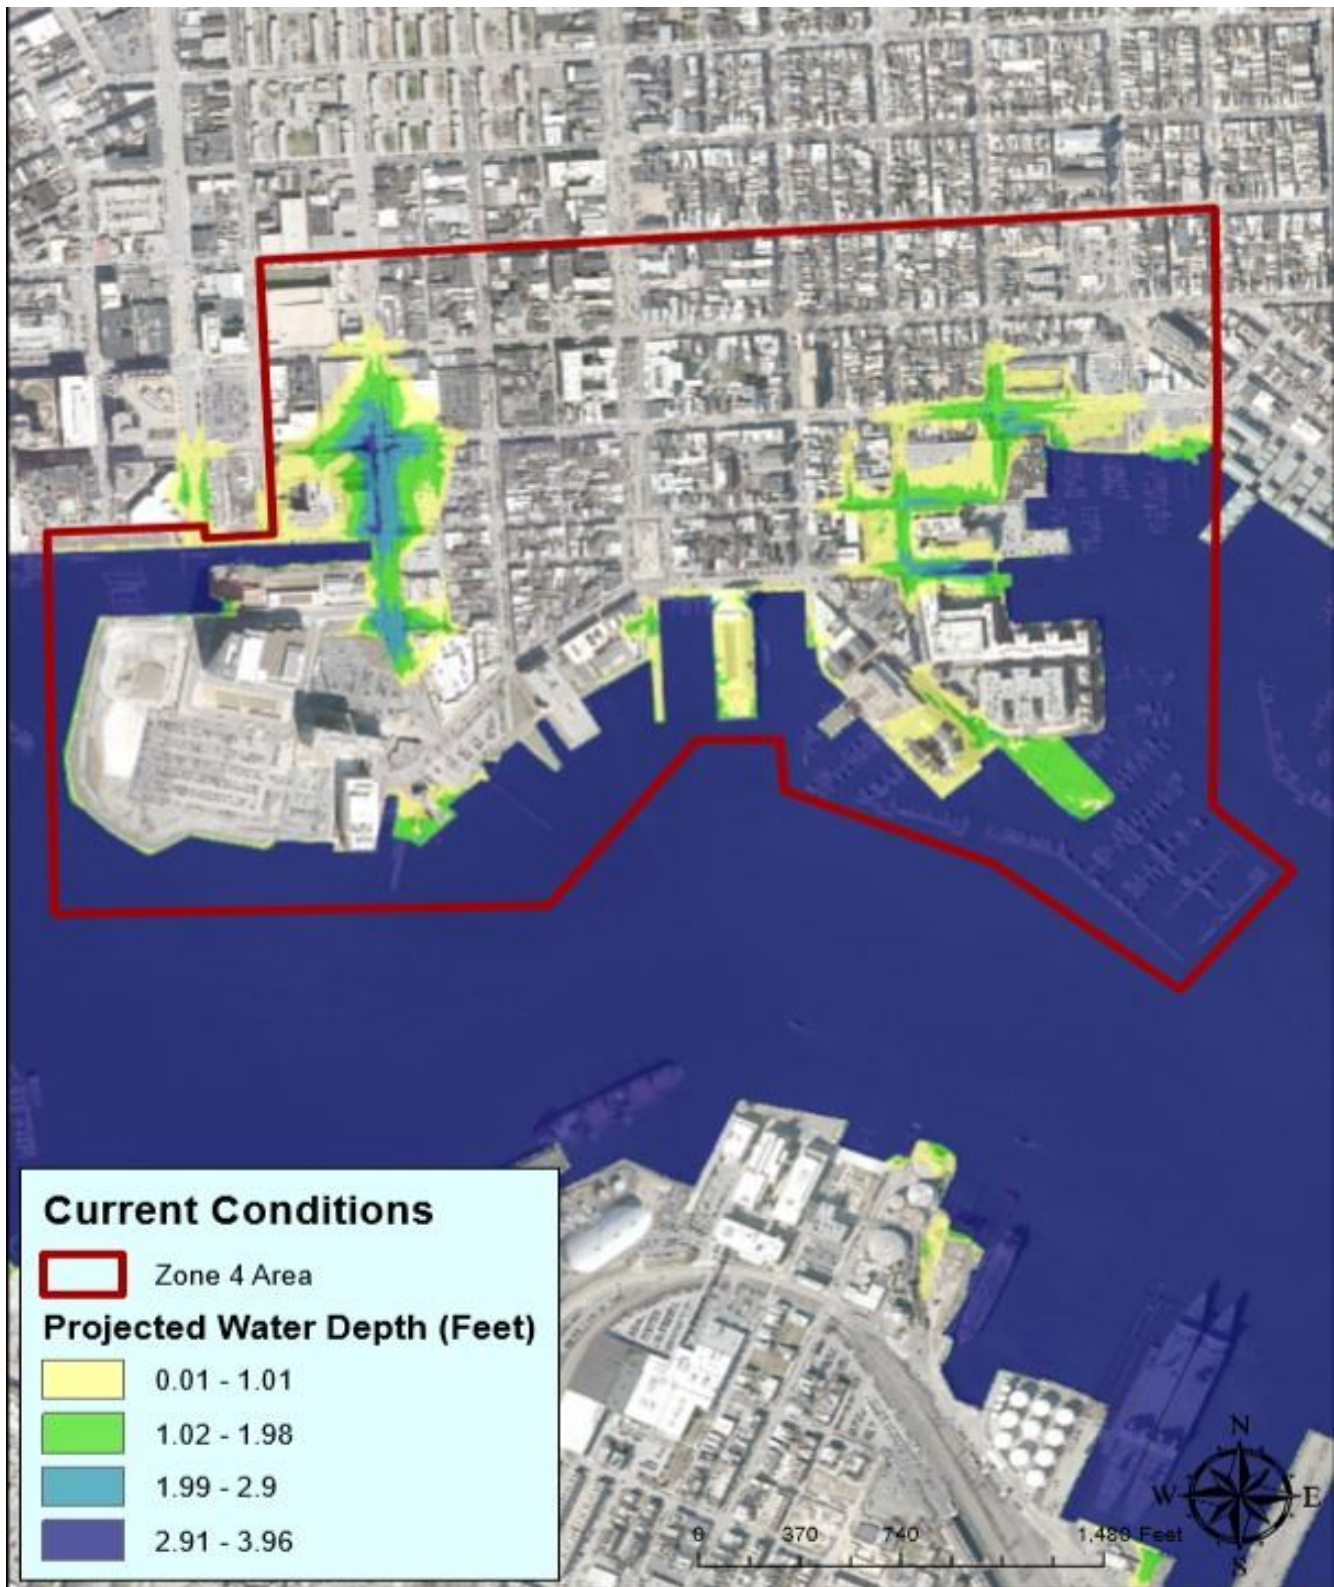 Current Conditions
Zone 4 Area
Projected Water Depth (Feet)
0.01 - 1.01
1.02 - 1.98
1.99 - 2.9
2.91 - 3.96
0 370 740 1,480 Feet
N
W E
S